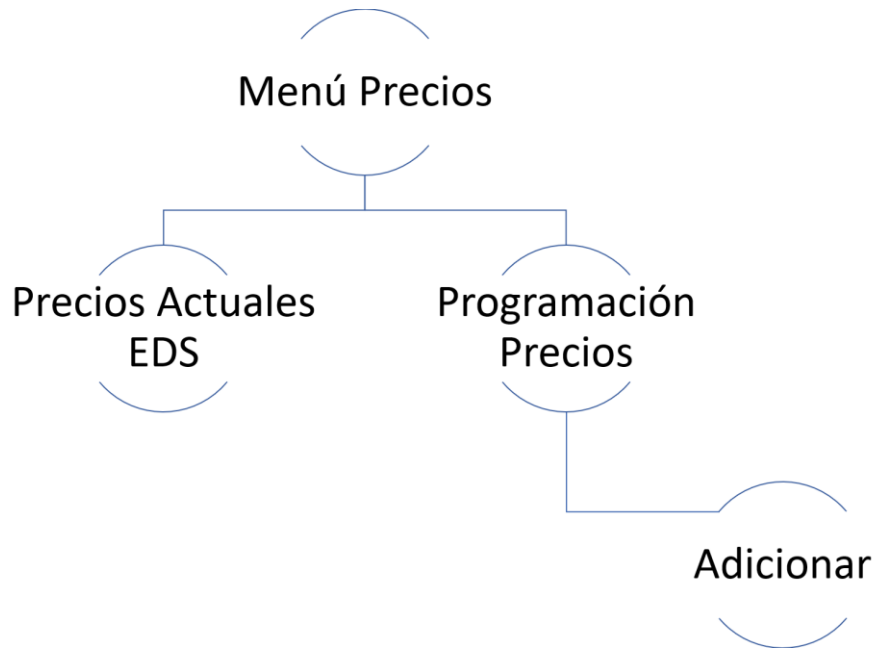 Menú Precios
Precios Actuales
EDS
Programación
Precios
Adicionar